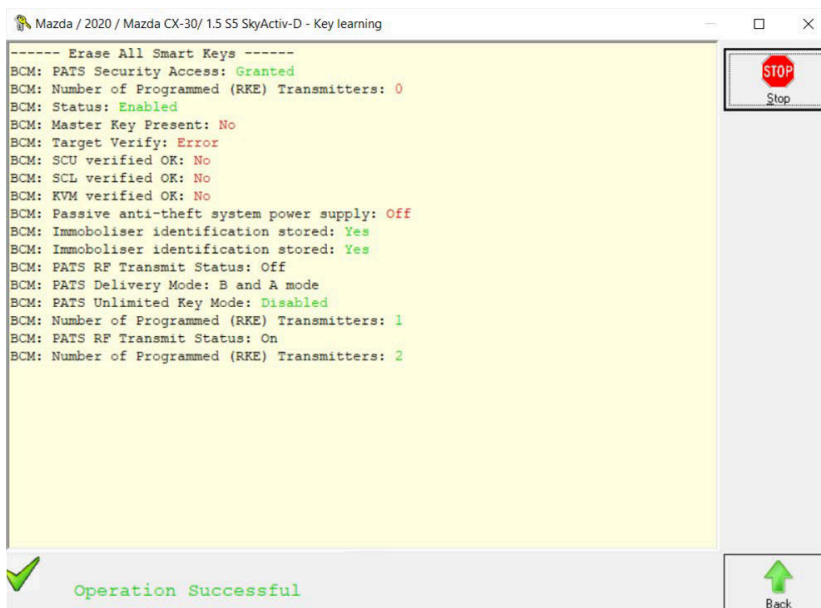 Mazda / 2020 / Mazda CX-30/ 1.5 S5 SkyActiv-D - Key learning
------ Erase All Smart Keys ------
BCM: PATS Security Access: Granted
BCM: Number of Programmed (RKE) Transmitters: 0
BCM: Status: Enabled
BCM: Master Key Present: No
BCM: Target Verify: Error
BCM: SCU verified OK: No
BCM: SCL verified OK: No
BCM: KVM verified OK: No
BCM: Passive anti-theft system power supply: Off
BCM: Immoboliser identification stored: Yes
BCM: Immoboliser identification stored: Yes
BCM: PATS RF Transmit Status: Off
BCM: PATS Delivery Mode: B and A mode
BCM: PATS Unlimited Key Mode: Disabled
BCM: Number of Programmed (RKE) Transmitters: 1
BCM: PATS RF Transmit Status: On
BCM: Number of Programmed (RKE) Transmitters: 2
STOP
Stop
Operation Successful
Back